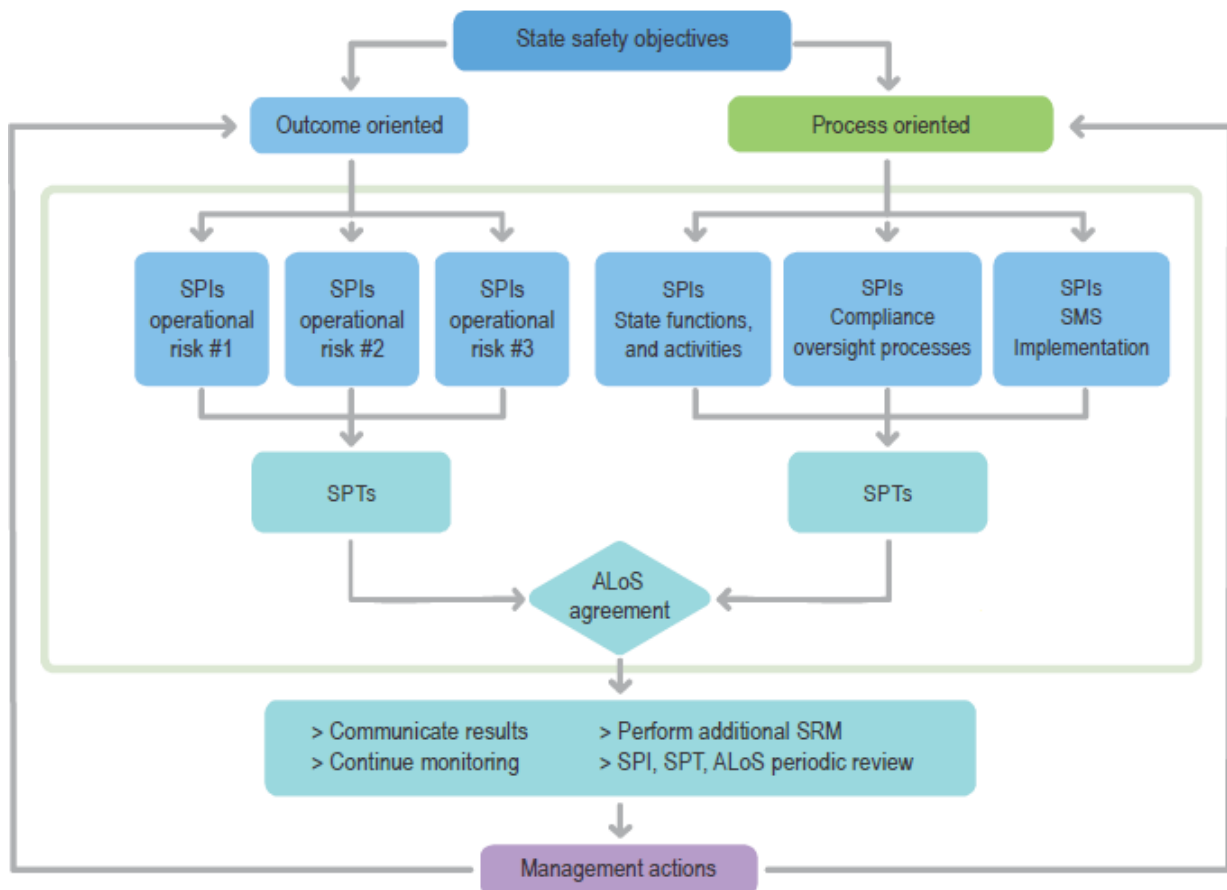 State safety objectives
Outcome oriented
Process oriented
SPIs
operational
risk #1
SPIs
operational
risk #2
SPIs
operational
risk #3
SPIs
State functions,
and activities
SPIs
Compliance
oversight processes
SPIs
SMS
Implementation
SPTs
SPTs
ALoS
agreement
> Communicate results
> Continue monitoring
> Perform additional SRM
> SPI, SPT, ALoS periodic review
Management actions